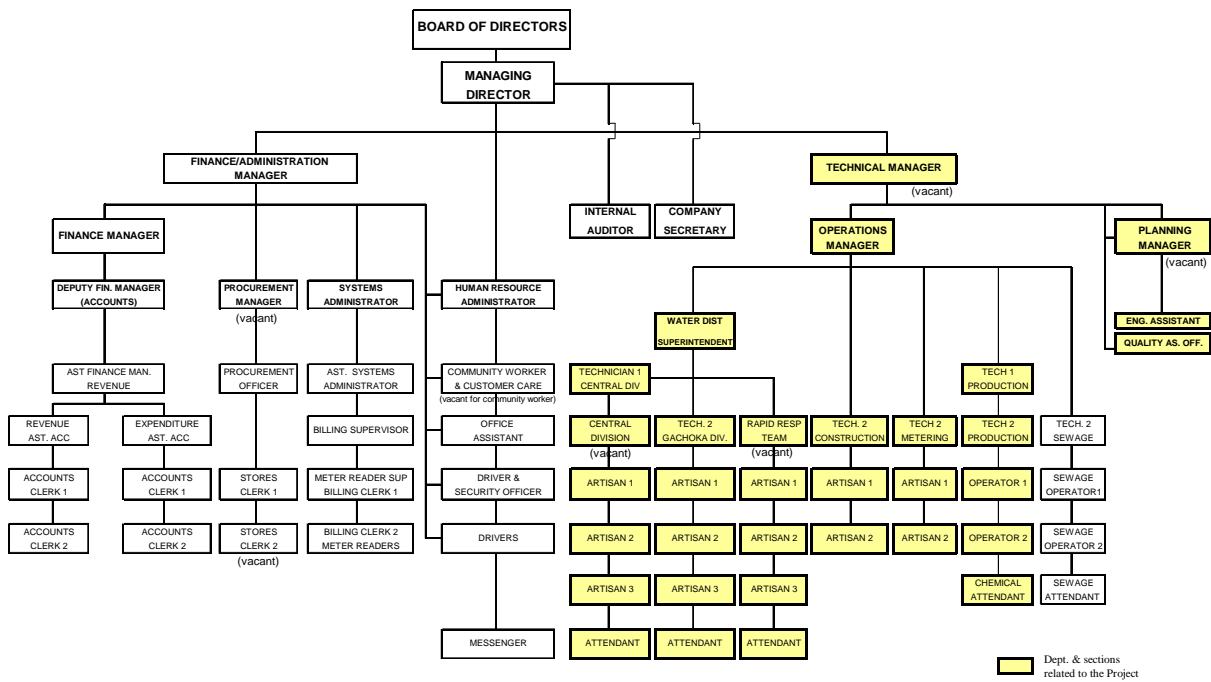 BOARD OF DIRECTORS
MANAGING
DIRECTOR
FINANCE/ADMINISTRATION
MANAGER
TECHNICAL MANAGER
(vacant)
INTERNAL
AUDITOR
COMPANY
SECRETARY
FINANCE MANAGER
OPERATIONS
MANAGER
PLANNING
MANAGER
(vacant)
DEPUTY FIN. MANAGER
(ACCOUNTS)
PROCUREMENT
MANAGER
(vacant)
SYSTEMS
ADMINISTRATOR
HUMAN RESOURCE
ADMINISTRATOR
WATER DIST
SUPERINTENDENT
ENG. ASSISTANT
QUALITY AS. OFF.
AST FINANCE MAN.
REVENUE
PROCUREMENT
OFFICER
AST. SYSTEMS
ADMINISTRATOR
COMMUNITY WORKER
& CUSTOMER CARE
(vacant for community worker)
TECHNICIAN 1
CENTRAL DIV
TECH 1
PRODUCTION
REVENUE
AST. ACC
EXPENDITURE
AST. ACC
BILLING SUPERVISOR
OFFICE
ASSISTANT
CENTRAL
DIVISION
(vacant)
TECH. 2
GACHOKA DIV.
RAPID RESP
TEAM
(vacant)
TECH. 2
CONSTRUCTION
TECH 2
METERING
TECH 2
PRODUCTION
TECH. 2
SEWAGE
ACCOUNTS
CLERK 1
ACCOUNTS
CLERK 1
STORES
CLERK 1
METER READER SUP
BILLING CLERK 1
DRIVER &
SECURITY OFFICER
ARTISAN 1
ARTISAN 1
ARTISAN 1
ARTISAN 1
ARTISAN 1
OPERATOR 1
SEWAGE
OPERATOR1
ACCOUNTS
CLERK 2
ACCOUNTS
CLERK 2
STORES
CLERK 2
(vacant)
BILLING CLERK 2
METER READERS
DRIVERS
ARTISAN 2
ARTISAN 2
ARTISAN 2
ARTISAN 2
ARTISAN 2
OPERATOR 2
SEWAGE
OPERATOR 2
ARTISAN 3
ARTISAN 3
ARTISAN 3
CHEMICAL
ATTENDANT
SEWAGE
ATTENDANT
MESSENGER
ATTENDANT
ATTENDANT
ATTENDANT
Dept. & sections
related to the Project